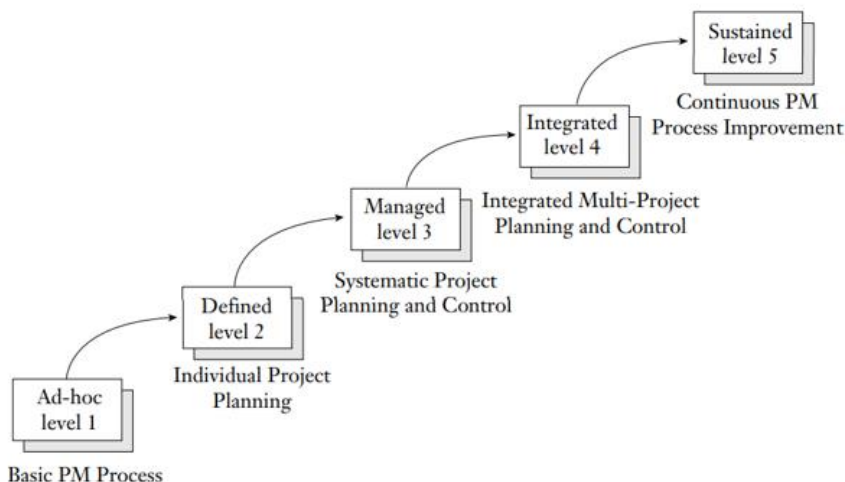 Sustained
level 5
Continuous PM
Process Improvement
Integrated
level 4
Integrated Multi-Project
Planning and Control
Managed
level 3
Systematic Project
Planning and Control
Defined
level 2
Individual Project
Planning
Ad-hoc
level 1
Basic PM Process